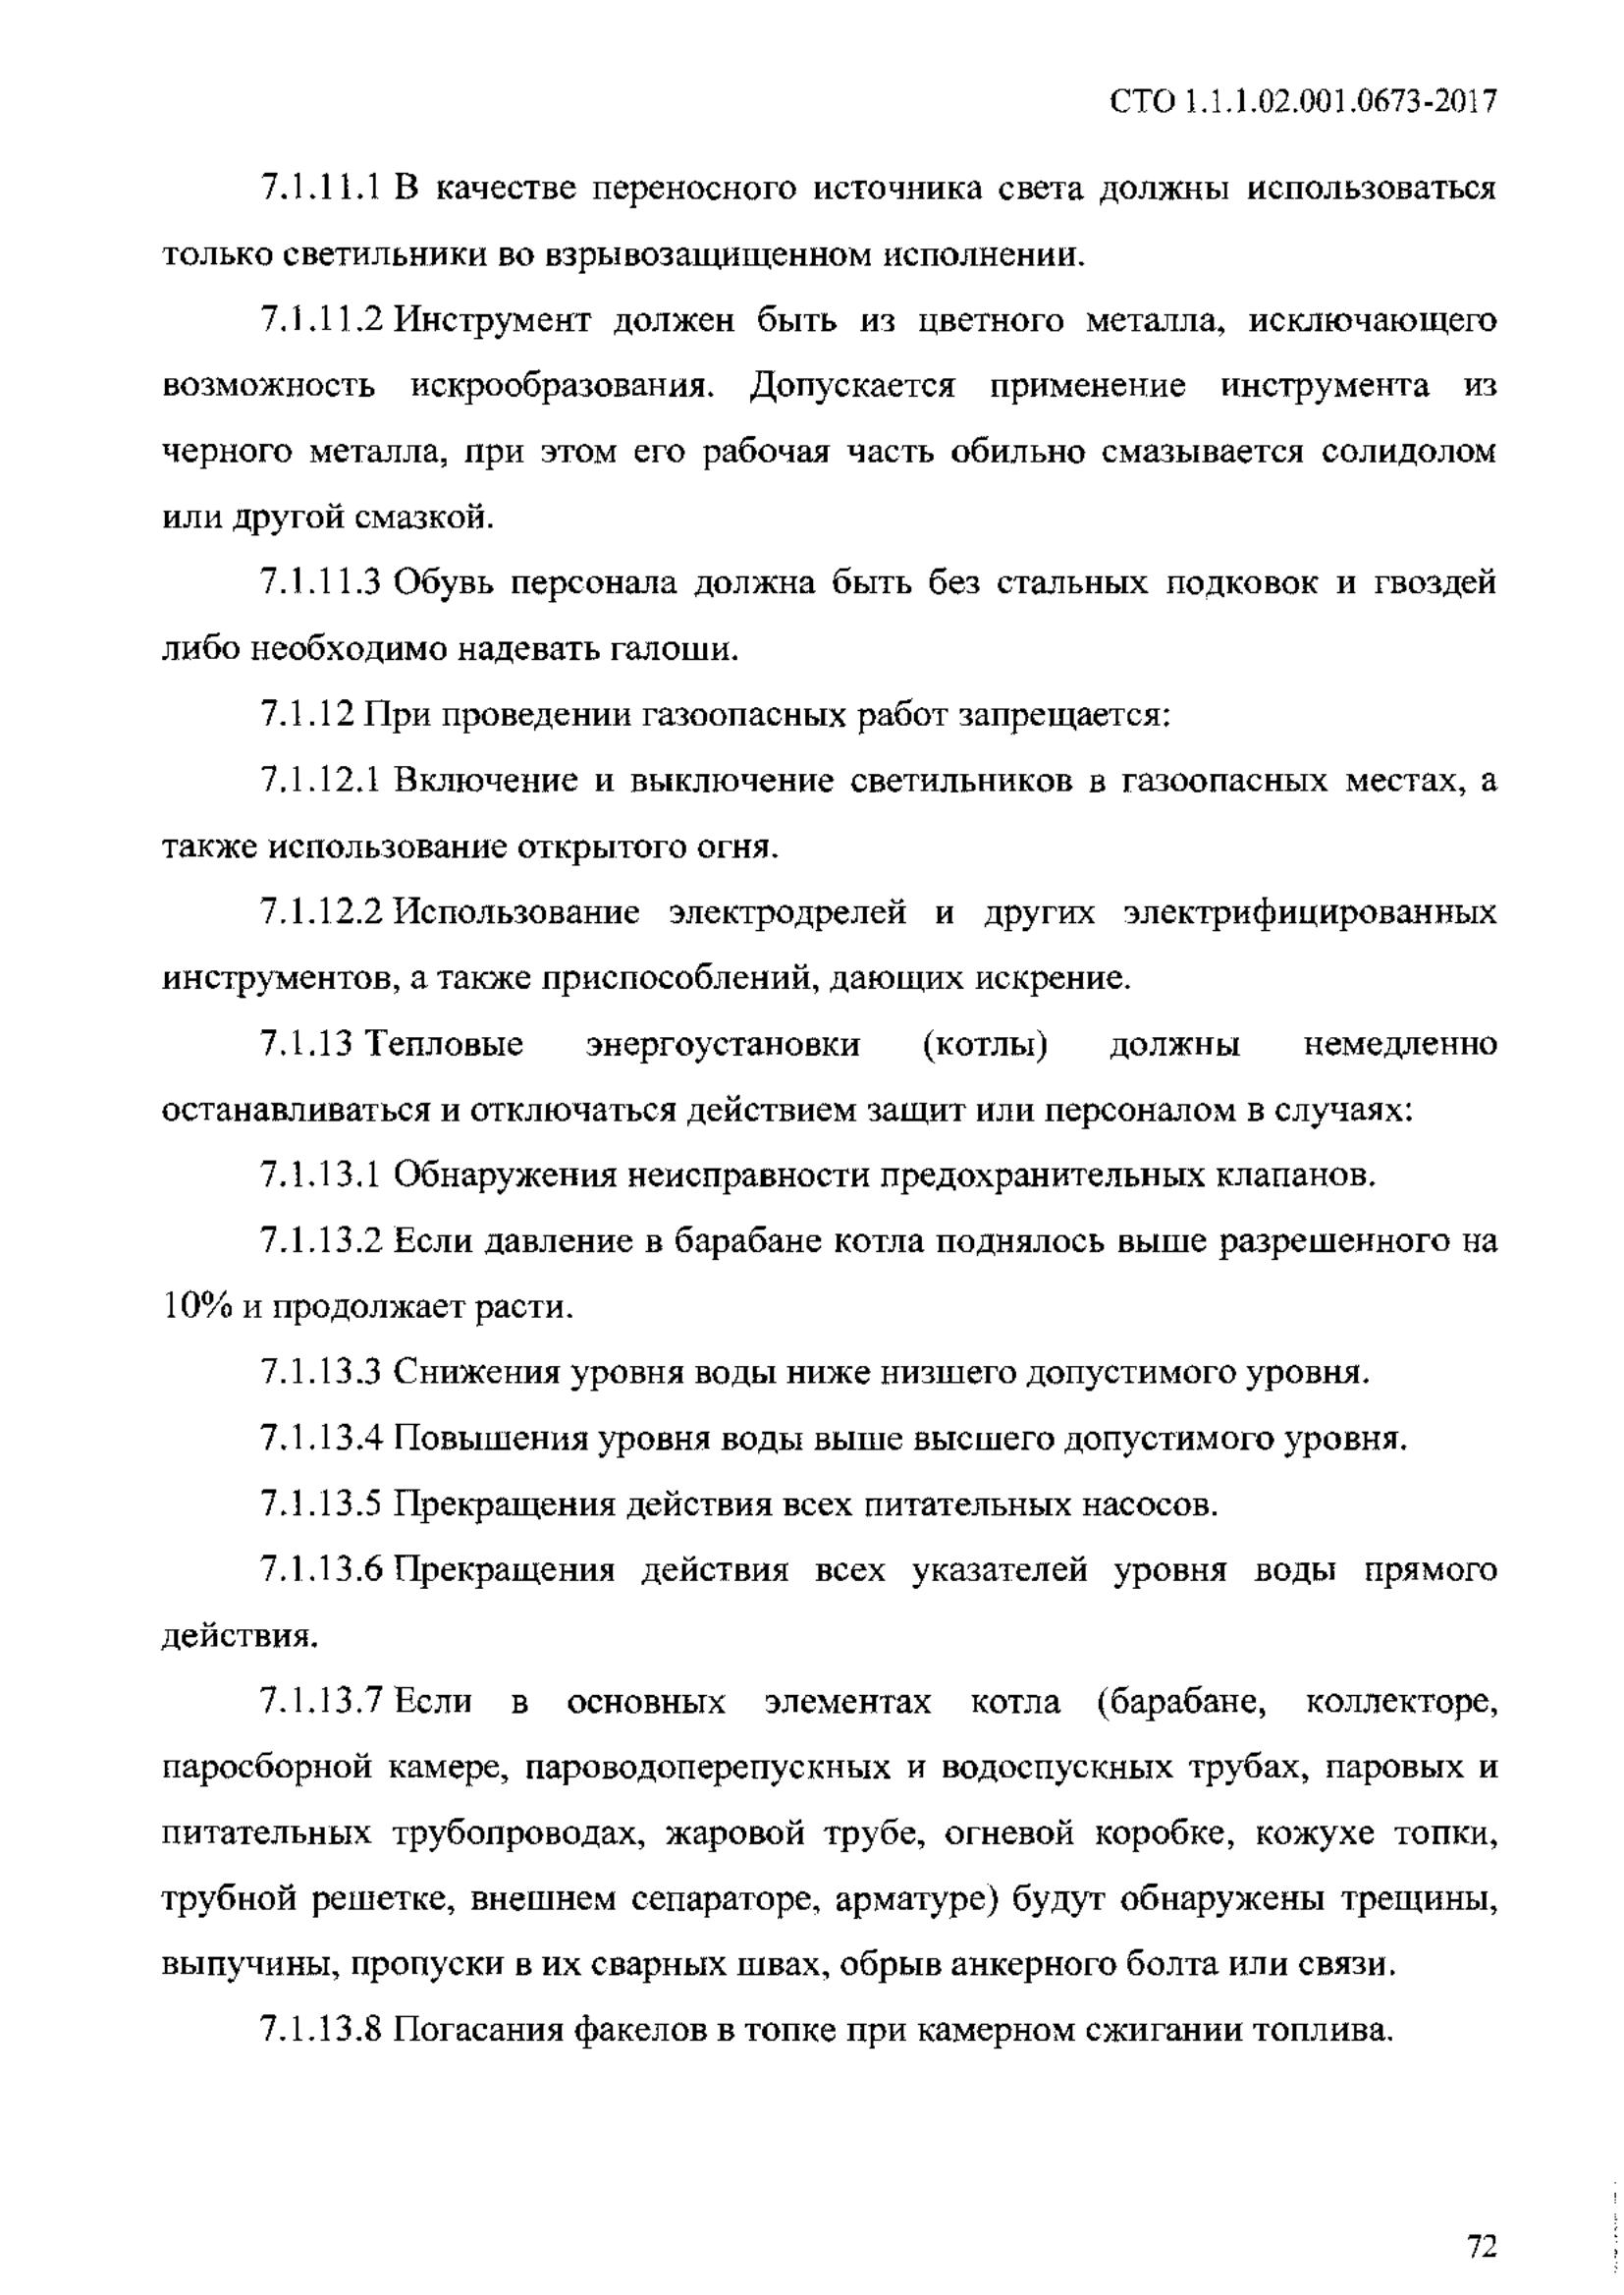 СТО 1.1.1.02.001.0673-2017
7.1.11.1 В качестве переносного источника света должны использоваться
только светильники во взрывозащищенном исполнении.
7.1.11.2 Инструмент должен быть из цветного металла, исключающего
возможность искрообразования. Допускается применение инструмента из
черного металла, при этом его рабочая часть обильно смазывается солидолом
или другой смазкой.
7.1.11.3 Обувь персонала должна быть без стальных подковок и гвоздей
либо необходимо надевать галоши.
7.1.12 При проведении газоопасных работ запрещается:
7.1.12.1 Включение и выключение светильников в газоопасных местах, а
также использование открытого огня.
7.1.12.2 Использование электродрелей и других электрифицированных
инструментов, а также приспособлений, дающих искрение.
7.1.13 Тепловые энергоустановки (котлы) должны немедленно
останавливаться и отключаться действием защит или персоналом в случаях:
7.1.13.1 Обнаружения неисправности предохранительных клапанов.
7.1.13.2 Если давление в барабане котла поднялось выше разрешенного на
10% и продолжает расти.
7.1.13.3 Снижения уровня воды ниже низшего допустимого уровня.
7.1.13.4 Повышения уровня воды выше высшего допустимого уровня.
7.1.13.5 Прекращения действия всех питательных насосов.
7.1.13.6 Прекращения действия всех указателей уровня воды прямого
действия.
7.1.13.7 Если в основных элементах котла (барабане, коллекторе,
паросборной камере, пароводоперепускных и водоспускных трубах, паровых и
питательных трубопроводах, жаровой трубе, огневой коробке, кожухе топки,
трубной решетке, внешнем сепараторе, арматуре) будут обнаружены трещины,
выпучины, пропуски в их сварных швах, обрыв анкерного болта или связи.
7.1.13.8 Погасания факелов в топке при камерном сжигании топлива.
72